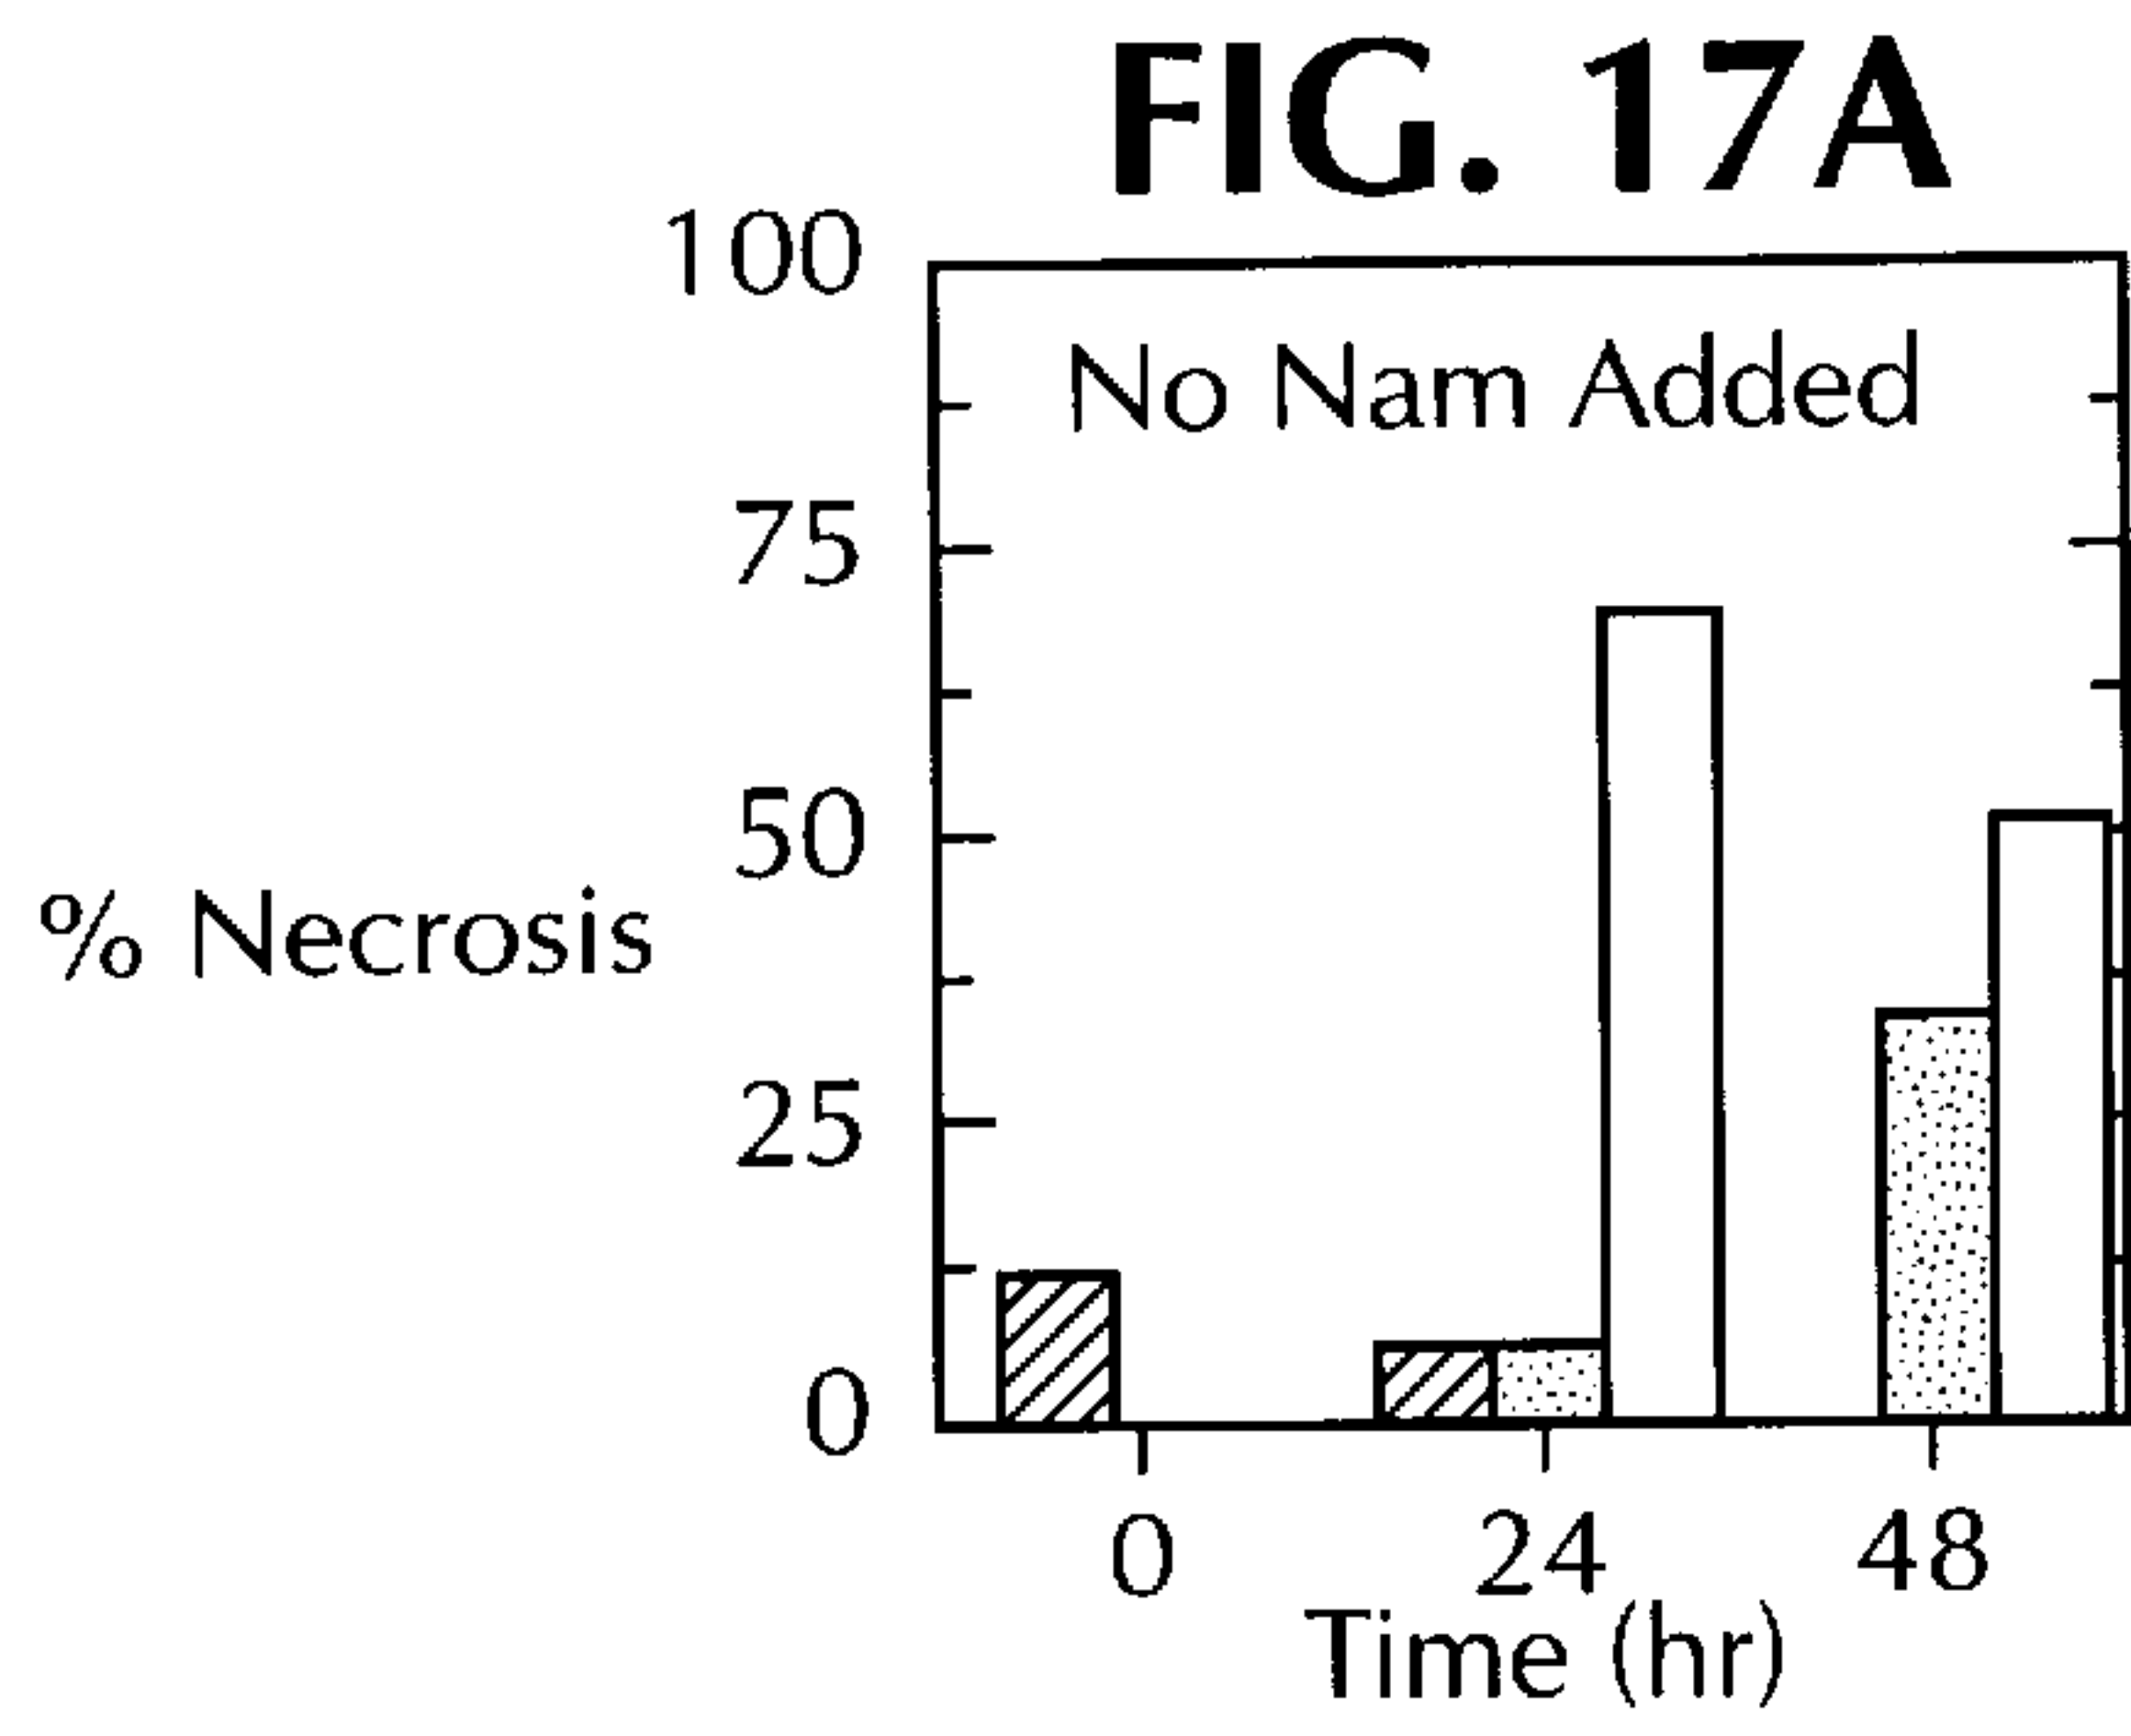 FIG. 17A
100
No Nam Added
75
50
% Necrosis
25
0
0 24 48
Time (hr)